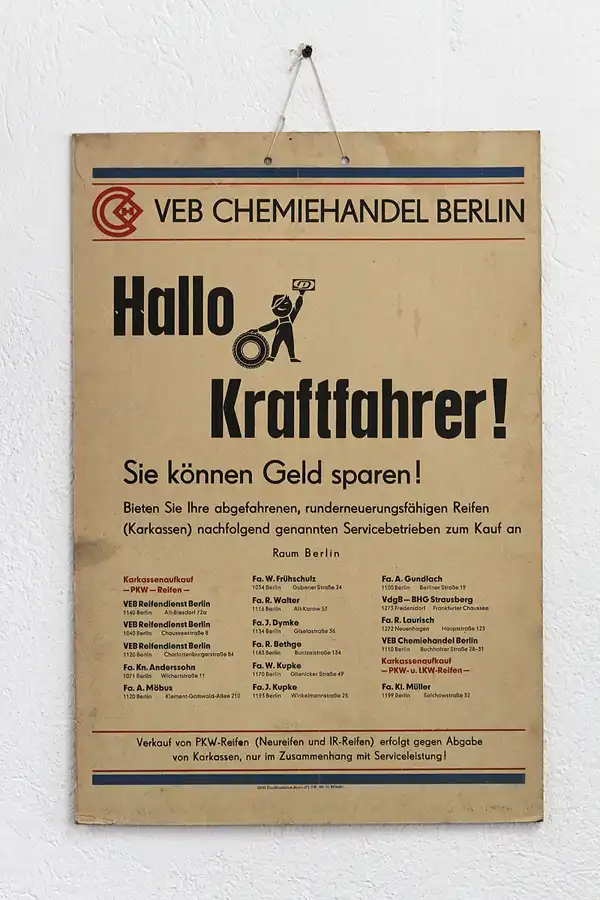 VEB CHEMIEHANDEL BERLIN
Hallo
Kraftfahrer!
Sie können Geld sparen!
Bieten Sie Ihre abgefahrenen, runderneuerungsfähigen Reifen
(Karkassen) nachfolgend genannten Servicebetrieben zum Kauf an
Raum Berlin
Karkassenaufkauf
—PKW—Reifen—
VEB Reifendienst Berlin
1140 Berlin Alt-Biesdorf 72a
VEB Reifendienst Berlin
1040 Berlin Chausseestraße 8
VEB Reifendienst Berlin
1120 Berlin Charlottenburgerstraße 84
Fa. Kn. Anderssohn
1071 Berlin Wichertstraße 11
Fa. A. Möbus
1120 Berlin Klement-Gottwald-Allee 210
Fa. W. Frühschulz
1034 Berlin Gubener Straße 24
Fa. R. Walter
1116 Berlin Alt-Karow 57
Fa. J. Dymke
1134 Berlin Giselastraße 36
Fa. R. Bethge
1183 Berlin Buntzelstraße 134
Fa. W. Kupke
1170 Berlin Glienicker Straße 49
Fa. J. Kupke
1193 Berlin Winkelmannstraße 25
Fa. A. Gundlach
1100 Berlin Berliner Straße 19
VdgB—BHG Strausberg
1273 Fredersdorf Frankfurter Chaussee
Fa. R. Laurisch
1272 Neuenhagen Hauptstraße 123
VEB Chemiehandel Berlin
1110 Berlin Buchholzer Straße 28-31
Karkassenaufkauf
—PKW- u. LKW-Reifen—
Fa. Kl. Müller
1199 Berlin Selchowstraße 32
Verkauf von PKW-Reifen (Neureifen und IR-Reifen) erfolgt gegen Abgabe
von Karkassen, nur im Zusammenhang mit Serviceleistung!